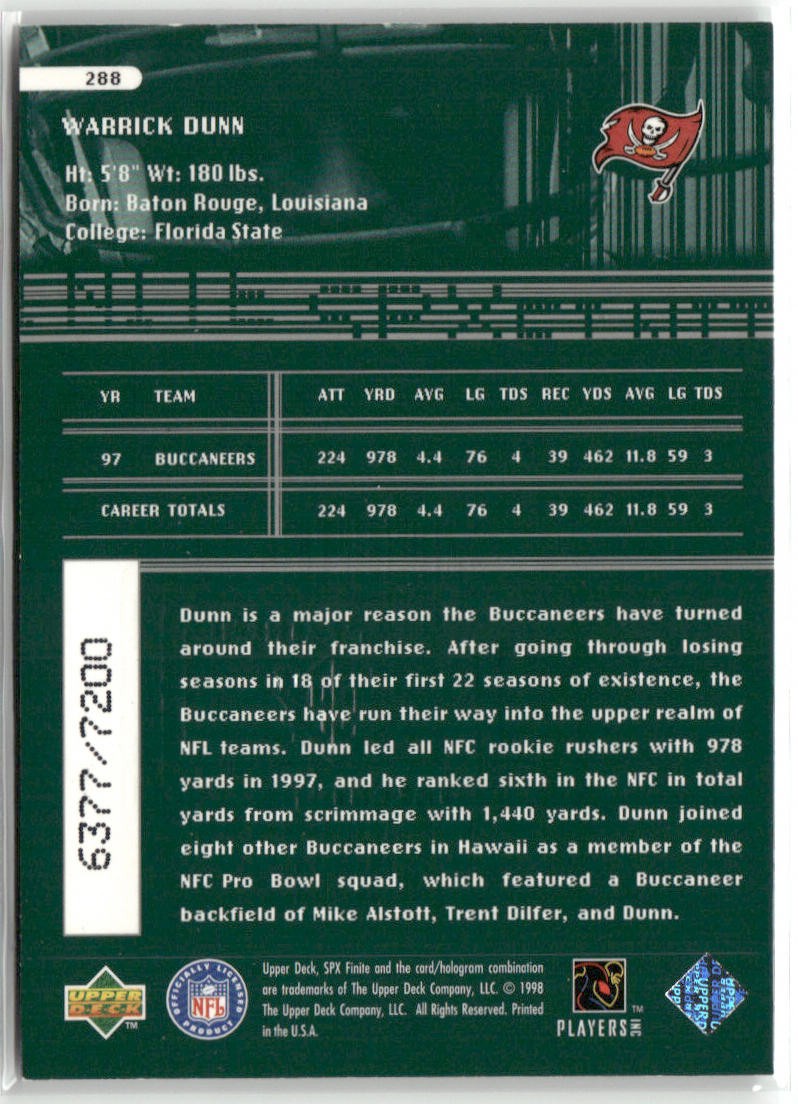 288
WARRICK DUNN
Ht: 5'8" Wt: 180 lbs.
Born: Baton Rouge, Louisiana
College: Florida State
YR TEAM ATT YRD AVG LG TDS REC YDS AVG LG TDS
97 BUCCANEERS 224 978 4.4 76 4 39 462 11.8 59 3
CAREER TOTALS 224 978 4.4 76 4 39 462 11.8 59 3
6377/7200
Dunn is a major reason the Buccaneers have turned
around their franchise. After going through losing
seasons in 18 of their first 22 seasons of existence, the
Buccaneers have run their way into the upper realm of
NFL teams. Dunn led all NFC rookie rushers with 978
yards in 1997, and he ranked sixth in the NFC in total
yards from scrimmage with 1,440 yards. Dunn joined
eight other Buccaneers in Hawaii as a member of the
NFC Pro Bowl squad, which featured a Buccaneer
backfield of Mike Alstott, Trent Dilfer, and Dunn.
UPPER
DECK
TM
OFFICIALLY LICENSED
NFL
PRODUCT
Upper Deck, SPX Finite and the card/hologram combination
are trademarks of The Upper Deck Company, LLC. © 1998
The Upper Deck Company, LLC. All Rights Reserved. Printed
in the U.S.A.
TM
PLAYERS INC